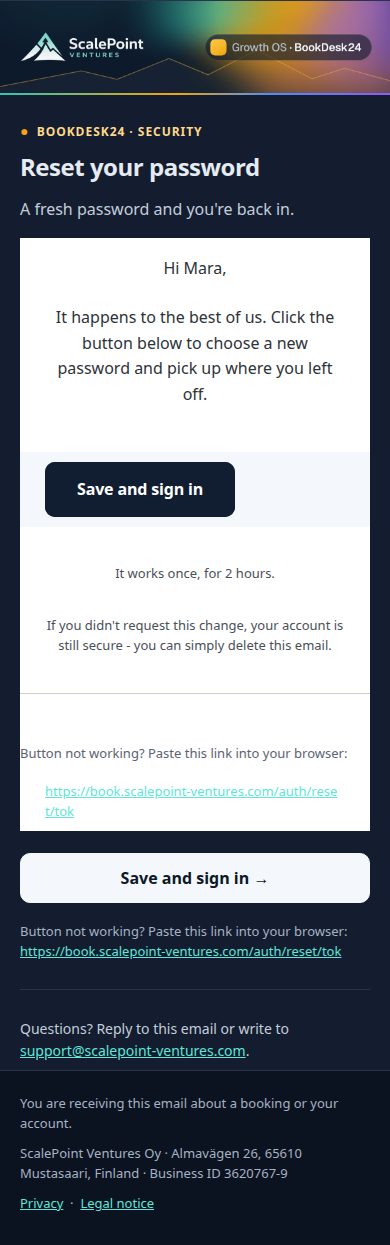 ScalePoint
VENTURES
Growth OS · BookDesk24
BOOKDESK24 · SECURITY
Reset your password
A fresh password and you're back in.
Hi Mara,
It happens to the best of us. Click the
button below to choose a new
password and pick up where you left
off.
Save and sign in
It works once, for 2 hours.
If you didn't request this change, your account is
still secure - you can simply delete this email.
Button not working? Paste this link into your browser:
https://book.scalepoint-ventures.com/auth/rese
t/tok
Save and sign in →
Button not working? Paste this link into your browser:
https://book.scalepoint-ventures.com/auth/reset/tok
Questions? Reply to this email or write to
support@scalepoint-ventures.com.
You are receiving this email about a booking or your
account.
ScalePoint Ventures Oy · Almavägen 26, 65610
Mustasaari, Finland · Business ID 3620767-9
Privacy · Legal notice